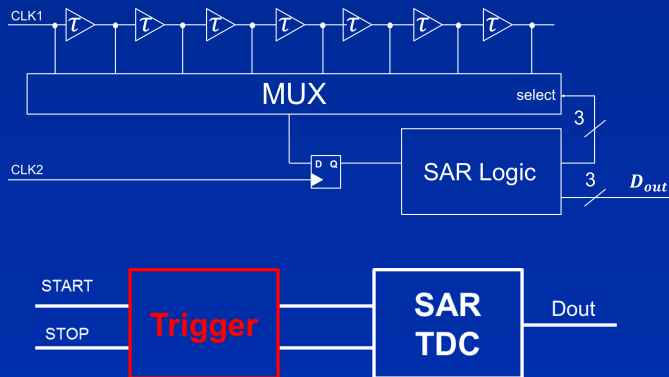 CLK1
τ τ τ τ τ τ τ
MUX
select
3
D Q
SAR Logic
CLK2
3
Dout
START
STOP
Trigger
SAR
TDC
Dout